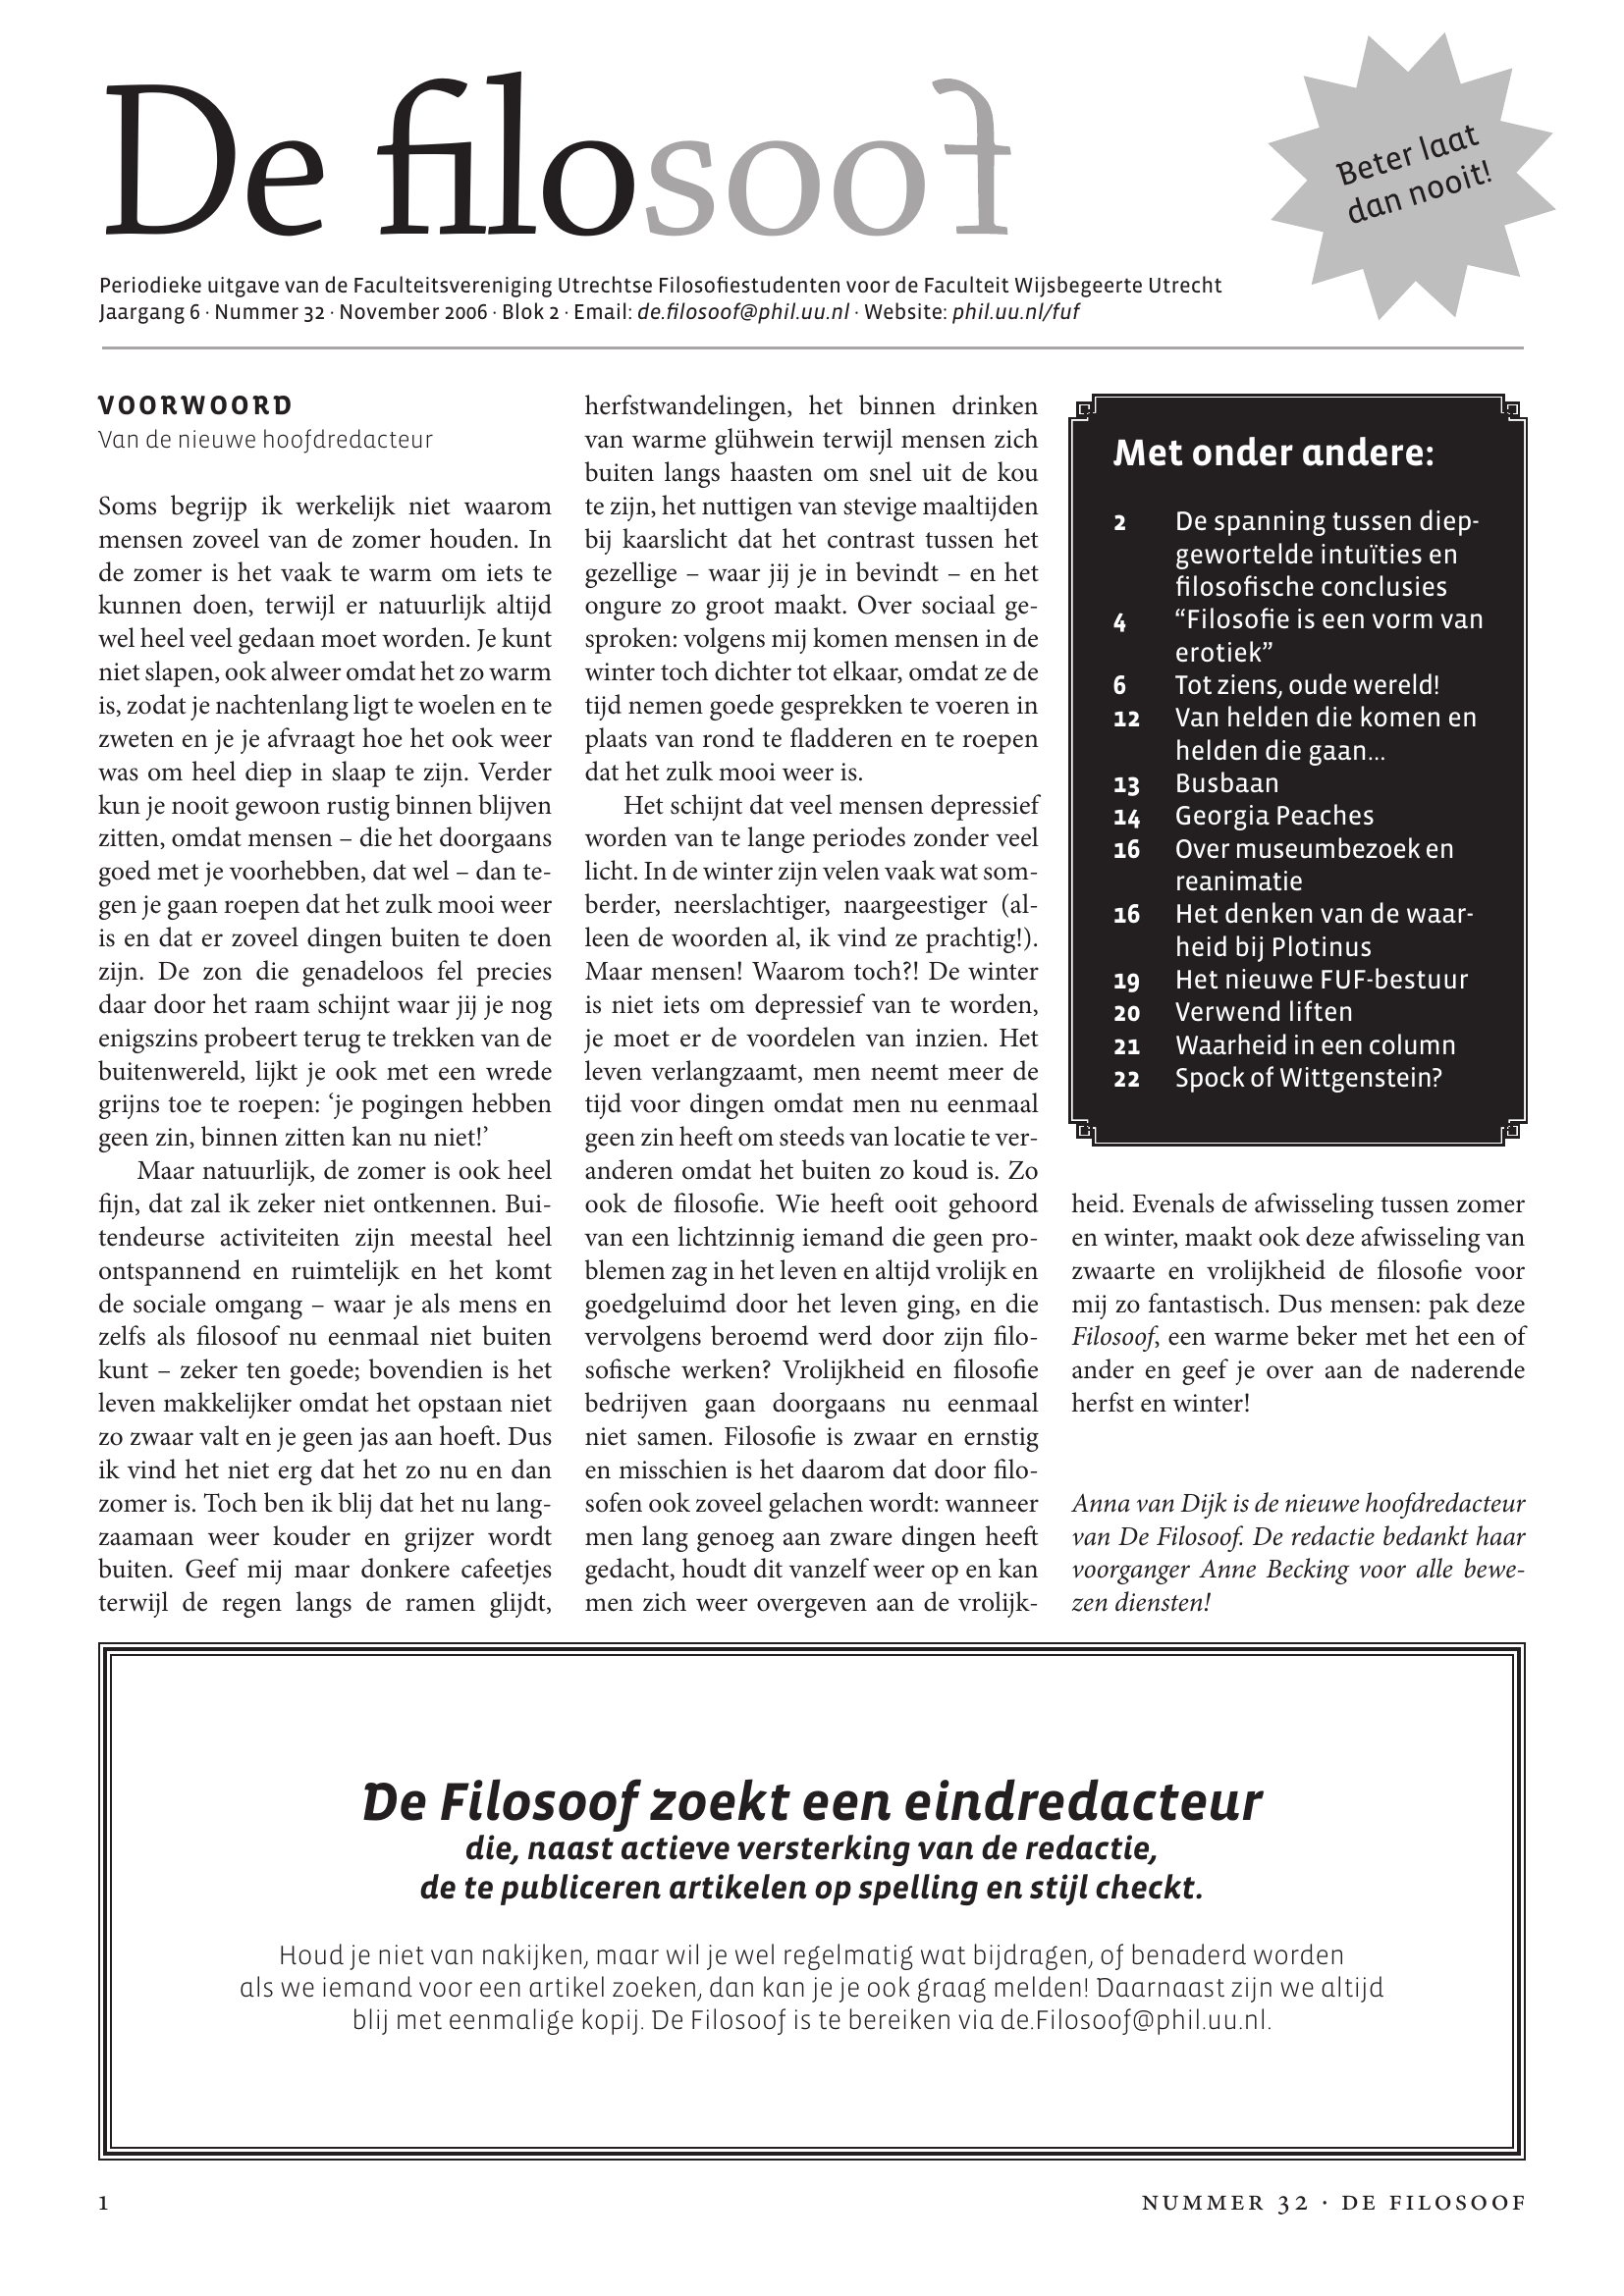 De filosoof
Beter laat
dan nooit!
Periodieke uitgave van de Faculteitsvereniging Utrechtse Filosofiestudenten voor de Faculteit Wijsbegeerte Utrecht
Jaargang 6 · Nummer 32 · November 2006 · Blok 2 · Email: de.filosoof@phil.uu.nl · Website: phil.uu.nl/fuf
VOORWOORD
Van de nieuwe hoofdredacteur
Soms begrijp ik werkelijk niet waarom
mensen zoveel van de zomer houden. In
de zomer is het vaak te warm om iets te
kunnen doen, terwijl er natuurlijk altijd
wel heel veel gedaan moet worden. Je kunt
niet slapen, ook alweer omdat het zo warm
is, zodat je nachtenlang ligt te woelen en te
zweten en je je afvraagt hoe het ook weer
was om heel diep in slaap te zijn. Verder
kun je nooit gewoon rustig binnen blijven
zitten, omdat mensen – die het doorgaans
goed met je voorhebben, dat wel – dan te-
gen je gaan roepen dat het zulk mooi weer
is en dat er zoveel dingen buiten te doen
zijn. De zon die genadeloos fel precies
daar door het raam schijnt waar jij je nog
enigszins probeert terug te trekken van de
buitenwereld, lijkt je ook met een wrede
grijns toe te roepen: ‘je pogingen hebben
geen zin, binnen zitten kan nu niet!’
Maar natuurlijk, de zomer is ook heel
fijn, dat zal ik zeker niet ontkennen. Bui-
tendeurse activiteiten zijn meestal heel
ontspannend en ruimtelijk en het komt
de sociale omgang – waar je als mens en
zelfs als filosoof nu eenmaal niet buiten
kunt – zeker ten goede; bovendien is het
leven makkelijker omdat het opstaan niet
zo zwaar valt en je geen jas aan hoeft. Dus
ik vind het niet erg dat het zo nu en dan
zomer is. Toch ben ik blij dat het nu lang-
zaamaan weer kouder en grijzer wordt
buiten. Geef mij maar donkere cafeetjes
terwijl de regen langs de ramen glijdt,
herfstwandelingen, het binnen drinken
van warme glühwein terwijl mensen zich
buiten langs haasten om snel uit de kou
te zijn, het nuttigen van stevige maaltijden
bij kaarslicht dat het contrast tussen het
gezellige – waar jij je in bevindt – en het
ongure zo groot maakt. Over sociaal ge-
sproken: volgens mij komen mensen in de
winter toch dichter tot elkaar, omdat ze de
tijd nemen goede gesprekken te voeren in
plaats van rond te fladderen en te roepen
dat het zulk mooi weer is.
Het schijnt dat veel mensen depressief
worden van te lange periodes zonder veel
licht. In de winter zijn velen vaak wat som-
berder, neerslachtiger, naargeestiger (al-
leen de woorden al, ik vind ze prachtig!).
Maar mensen! Waarom toch?! De winter
is niet iets om depressief van te worden,
je moet er de voordelen van inzien. Het
leven verlangzaamt, men neemt meer de
tijd voor dingen omdat men nu eenmaal
geen zin heeft om steeds van locatie te ver-
anderen omdat het buiten zo koud is. Zo
ook de filosofie. Wie heeft ooit gehoord
van een lichtzinnig iemand die geen pro-
blemen zag in het leven en altijd vrolijk en
goedgeluimd door het leven ging, en die
vervolgens beroemd werd door zijn filo-
sofische werken? Vrolijkheid en filosofie
bedrijven gaan doorgaans nu eenmaal
niet samen. Filosofie is zwaar en ernstig
en misschien is het daarom dat door filo-
sofen ook zoveel gelachen wordt: wanneer
men lang genoeg aan zware dingen heeft
gedacht, houdt dit vanzelf weer op en kan
men zich weer overgeven aan de vrolijk-
Met onder andere:
2 De spanning tussen diep-
gewortelde intuïties en
filosofische conclusies
4 “Filosofie is een vorm van
erotiek”
6 Tot ziens, oude wereld!
12 Van helden die komen en
helden die gaan...
13 Busbaan
14 Georgia Peaches
16 Over museumbezoek en
reanimatie
16 Het denken van de waar-
heid bij Plotinus
19 Het nieuwe FUF-bestuur
20 Verwend liften
21 Waarheid in een column
22 Spock of Wittgenstein?
heid. Evenals de afwisseling tussen zomer
en winter, maakt ook deze afwisseling van
zwaarte en vrolijkheid de filosofie voor
mij zo fantastisch. Dus mensen: pak deze
Filosoof, een warme beker met het een of
ander en geef je over aan de naderende
herfst en winter!
Anna van Dijk is de nieuwe hoofdredacteur
van De Filosoof. De redactie bedankt haar
voorganger Anne Becking voor alle bewe-
zen diensten!
De Filosoof zoekt een eindredacteur
die, naast actieve versterking van de redactie,
de te publiceren artikelen op spelling en stijl checkt.
Houd je niet van nakijken, maar wil je wel regelmatig wat bijdragen, of benaderd worden
als we iemand voor een artikel zoeken, dan kan je je ook graag melden! Daarnaast zijn we altijd
blij met eenmalige kopij. De Filosoof is te bereiken via de.Filosoof@phil.uu.nl.
1
NUMMER 32 · DE FILOSOOF